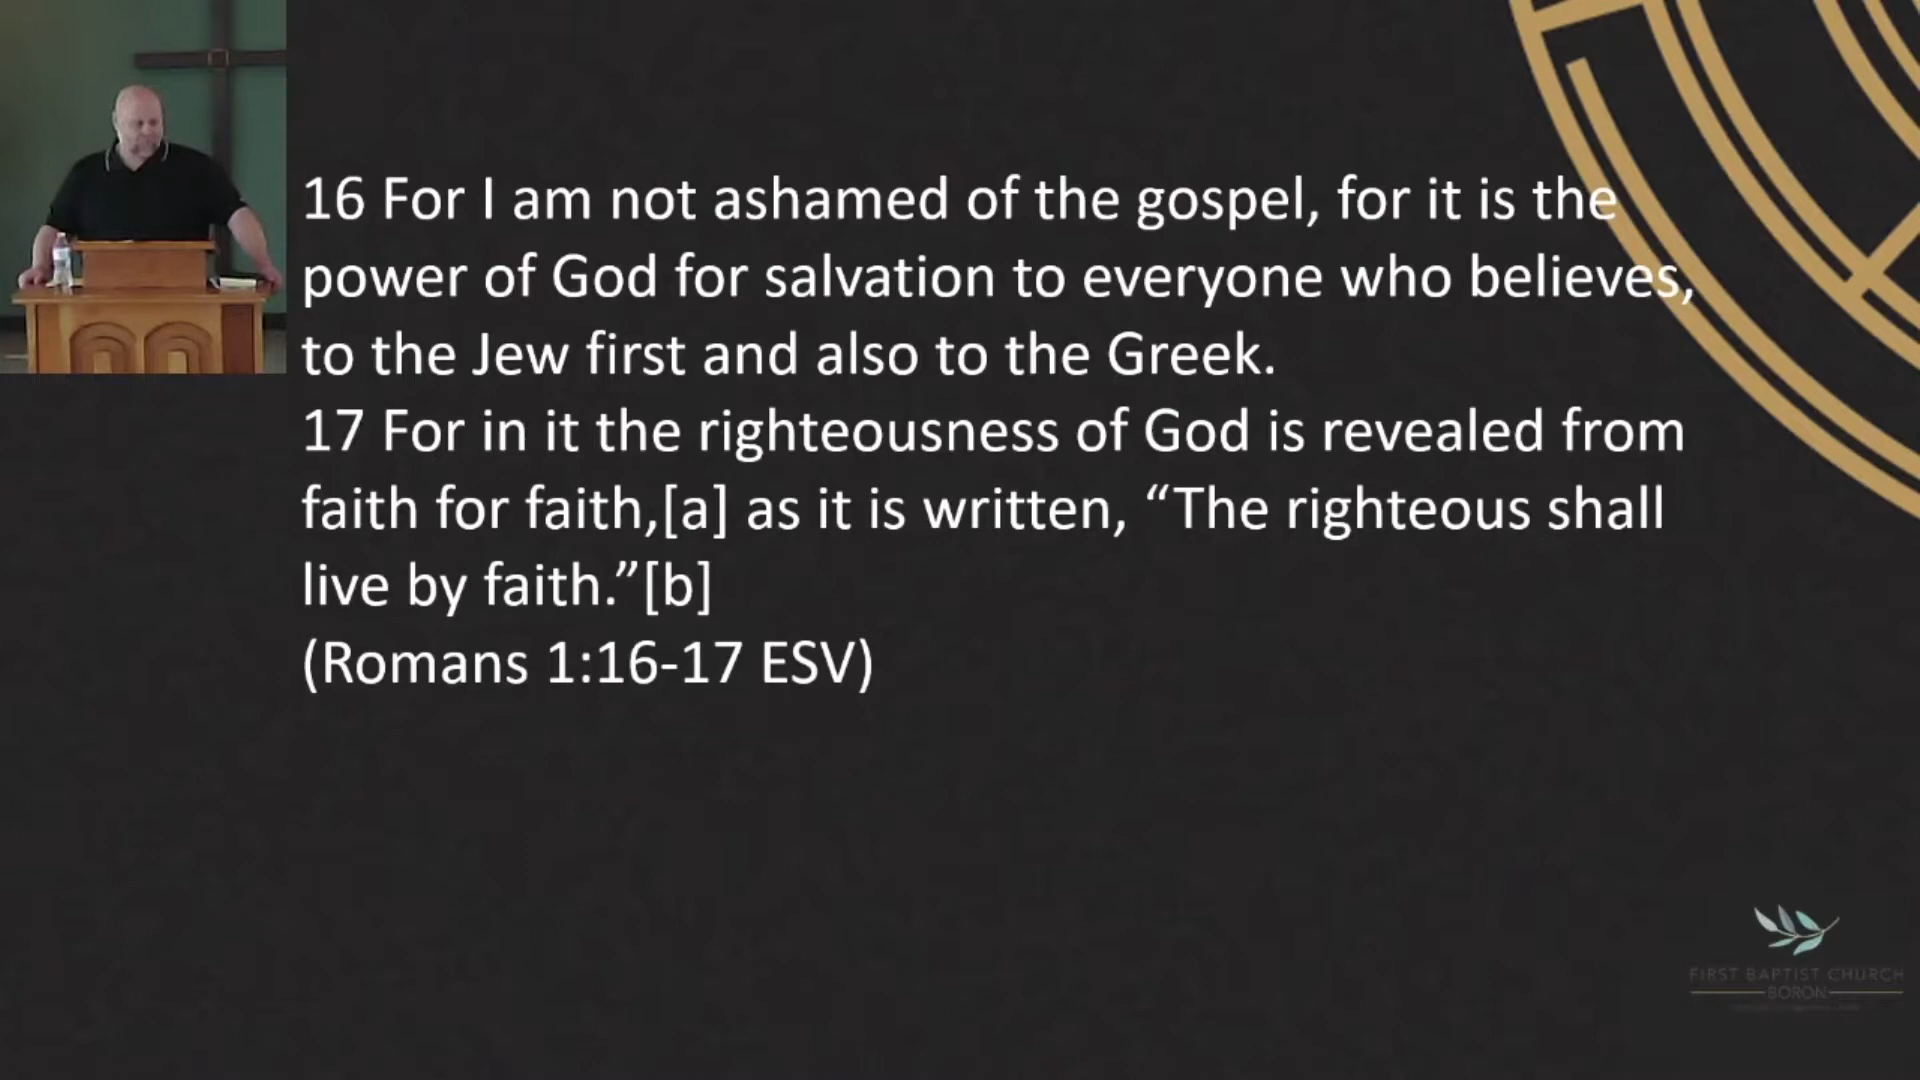 16 For I am not ashamed of the gospel, for it is the
power of God for salvation to everyone who believes,
to the Jew first and also to the Greek.
17 For in it the righteousness of God is revealed from
faith for faith,[a] as it is written, “The righteous shall
live by faith.”[b]
(Romans 1:16-17 ESV)
FIRST BAPTIST CHURCH
BORON